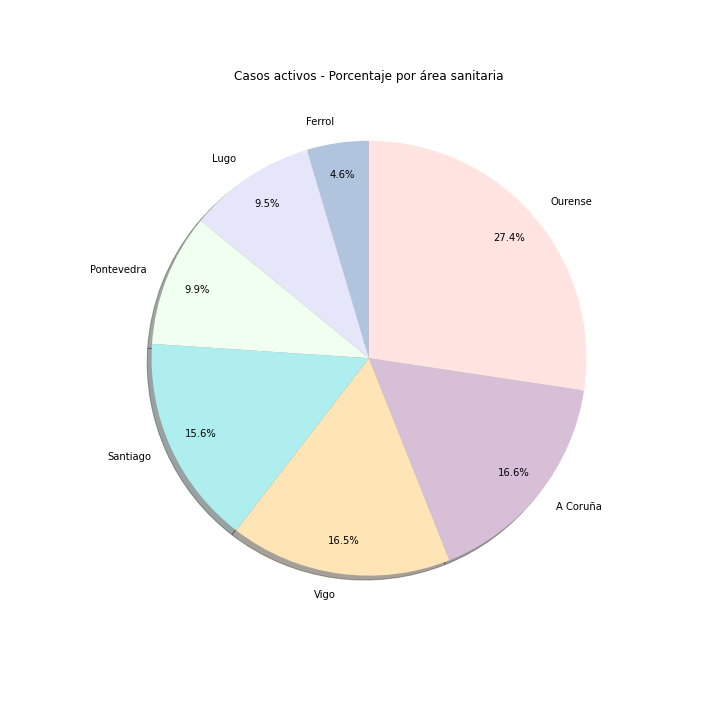 Casos activos - Porcentaje por área sanitaria
Ferrol
4.6%
Lugo
9.5%
Ourense
27.4%
Pontevedra
9.9%
Santiago
15.6%
A Coruña
16.6%
Vigo
16.5%